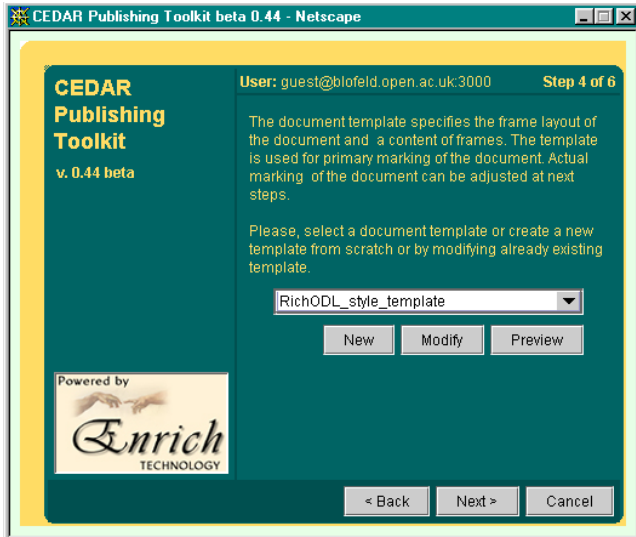 CEDAR Publishing Toolkit beta 0.44 - Netscape
CEDAR
Publishing
Toolkit
v. 0.44 beta
User: guest@blofeld.open.ac.uk:3000
Step 4 of 6
The document template specifies the frame layout of
the document and a content of frames. The template
is used for primary marking of the document. Actual
marking of the document can be adjusted at next
steps.
Please, select a document template or create a new
template from scratch or by modifying already existing
template.
RichODL_style_template
New Modify Preview
Powered by
Enrich
TECHNOLOGY
< Back Next > Cancel